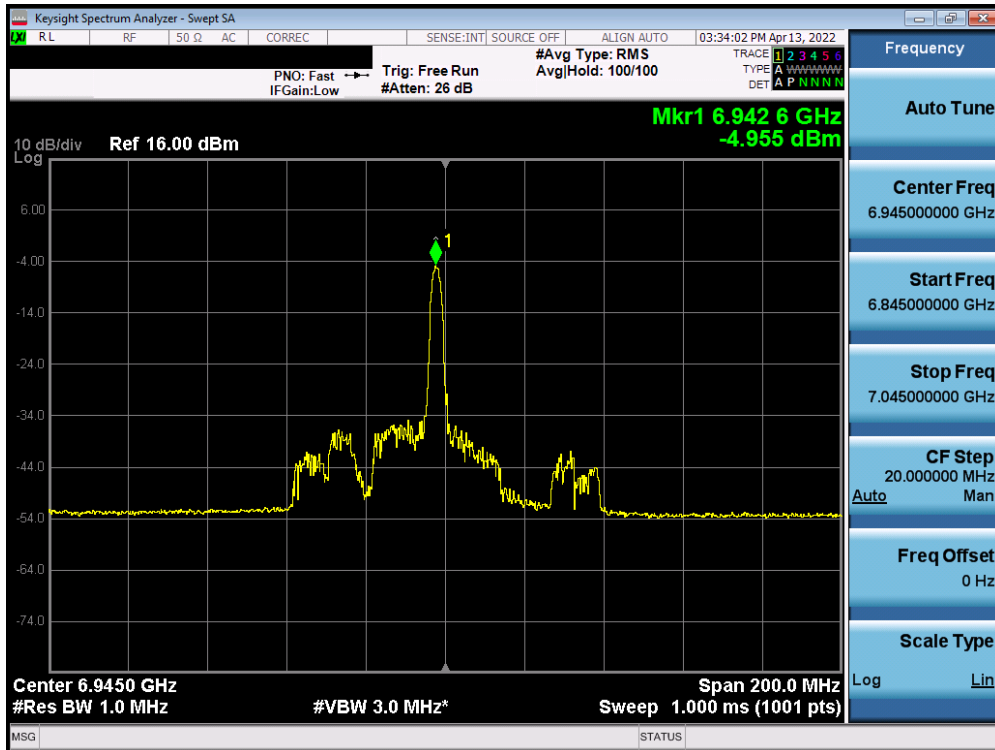 Keysight Spectrum Analyzer - Swept SA
LXI RL RF 50 Ω AC CORREC SENSE:INT SOURCE OFF ALIGN AUTO 03:34:02 PM Apr 13, 2022
PNO: Fast
IFGain:Low
Trig: Free Run
#Atten: 26 dB
#Avg Type: RMS
Avg|Hold: 100/100
TRACE 1 2 3 4 5 6
TYPE A WWWWW
DET A P N N N N
Mkr1 6.942 6 GHz
-4.955 dBm
10 dB/div Ref 16.00 dBm
Log
1
6.00
-4.00
-14.0
-24.0
-34.0
-44.0
-54.0
-64.0
-74.0
Center 6.9450 GHz Span 200.0 MHz
#Res BW 1.0 MHz #VBW 3.0 MHz* Sweep 1.000 ms (1001 pts)
MSG STATUS
Frequency
Auto Tune
Center Freq
6.945000000 GHz
Start Freq
6.845000000 GHz
Stop Freq
7.045000000 GHz
CF Step
20.000000 MHz
Auto Man
Freq Offset
0 Hz
Scale Type
Log Lin